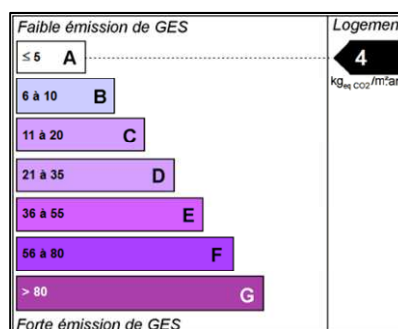 Faible émission de GES
Logement
≤ 5 A
4
kgeq CO2/m².an
6 à 10 B
11 à 20 C
21 à 35 D
36 à 55 E
56 à 80 F
> 80 G
Forte émission de GES